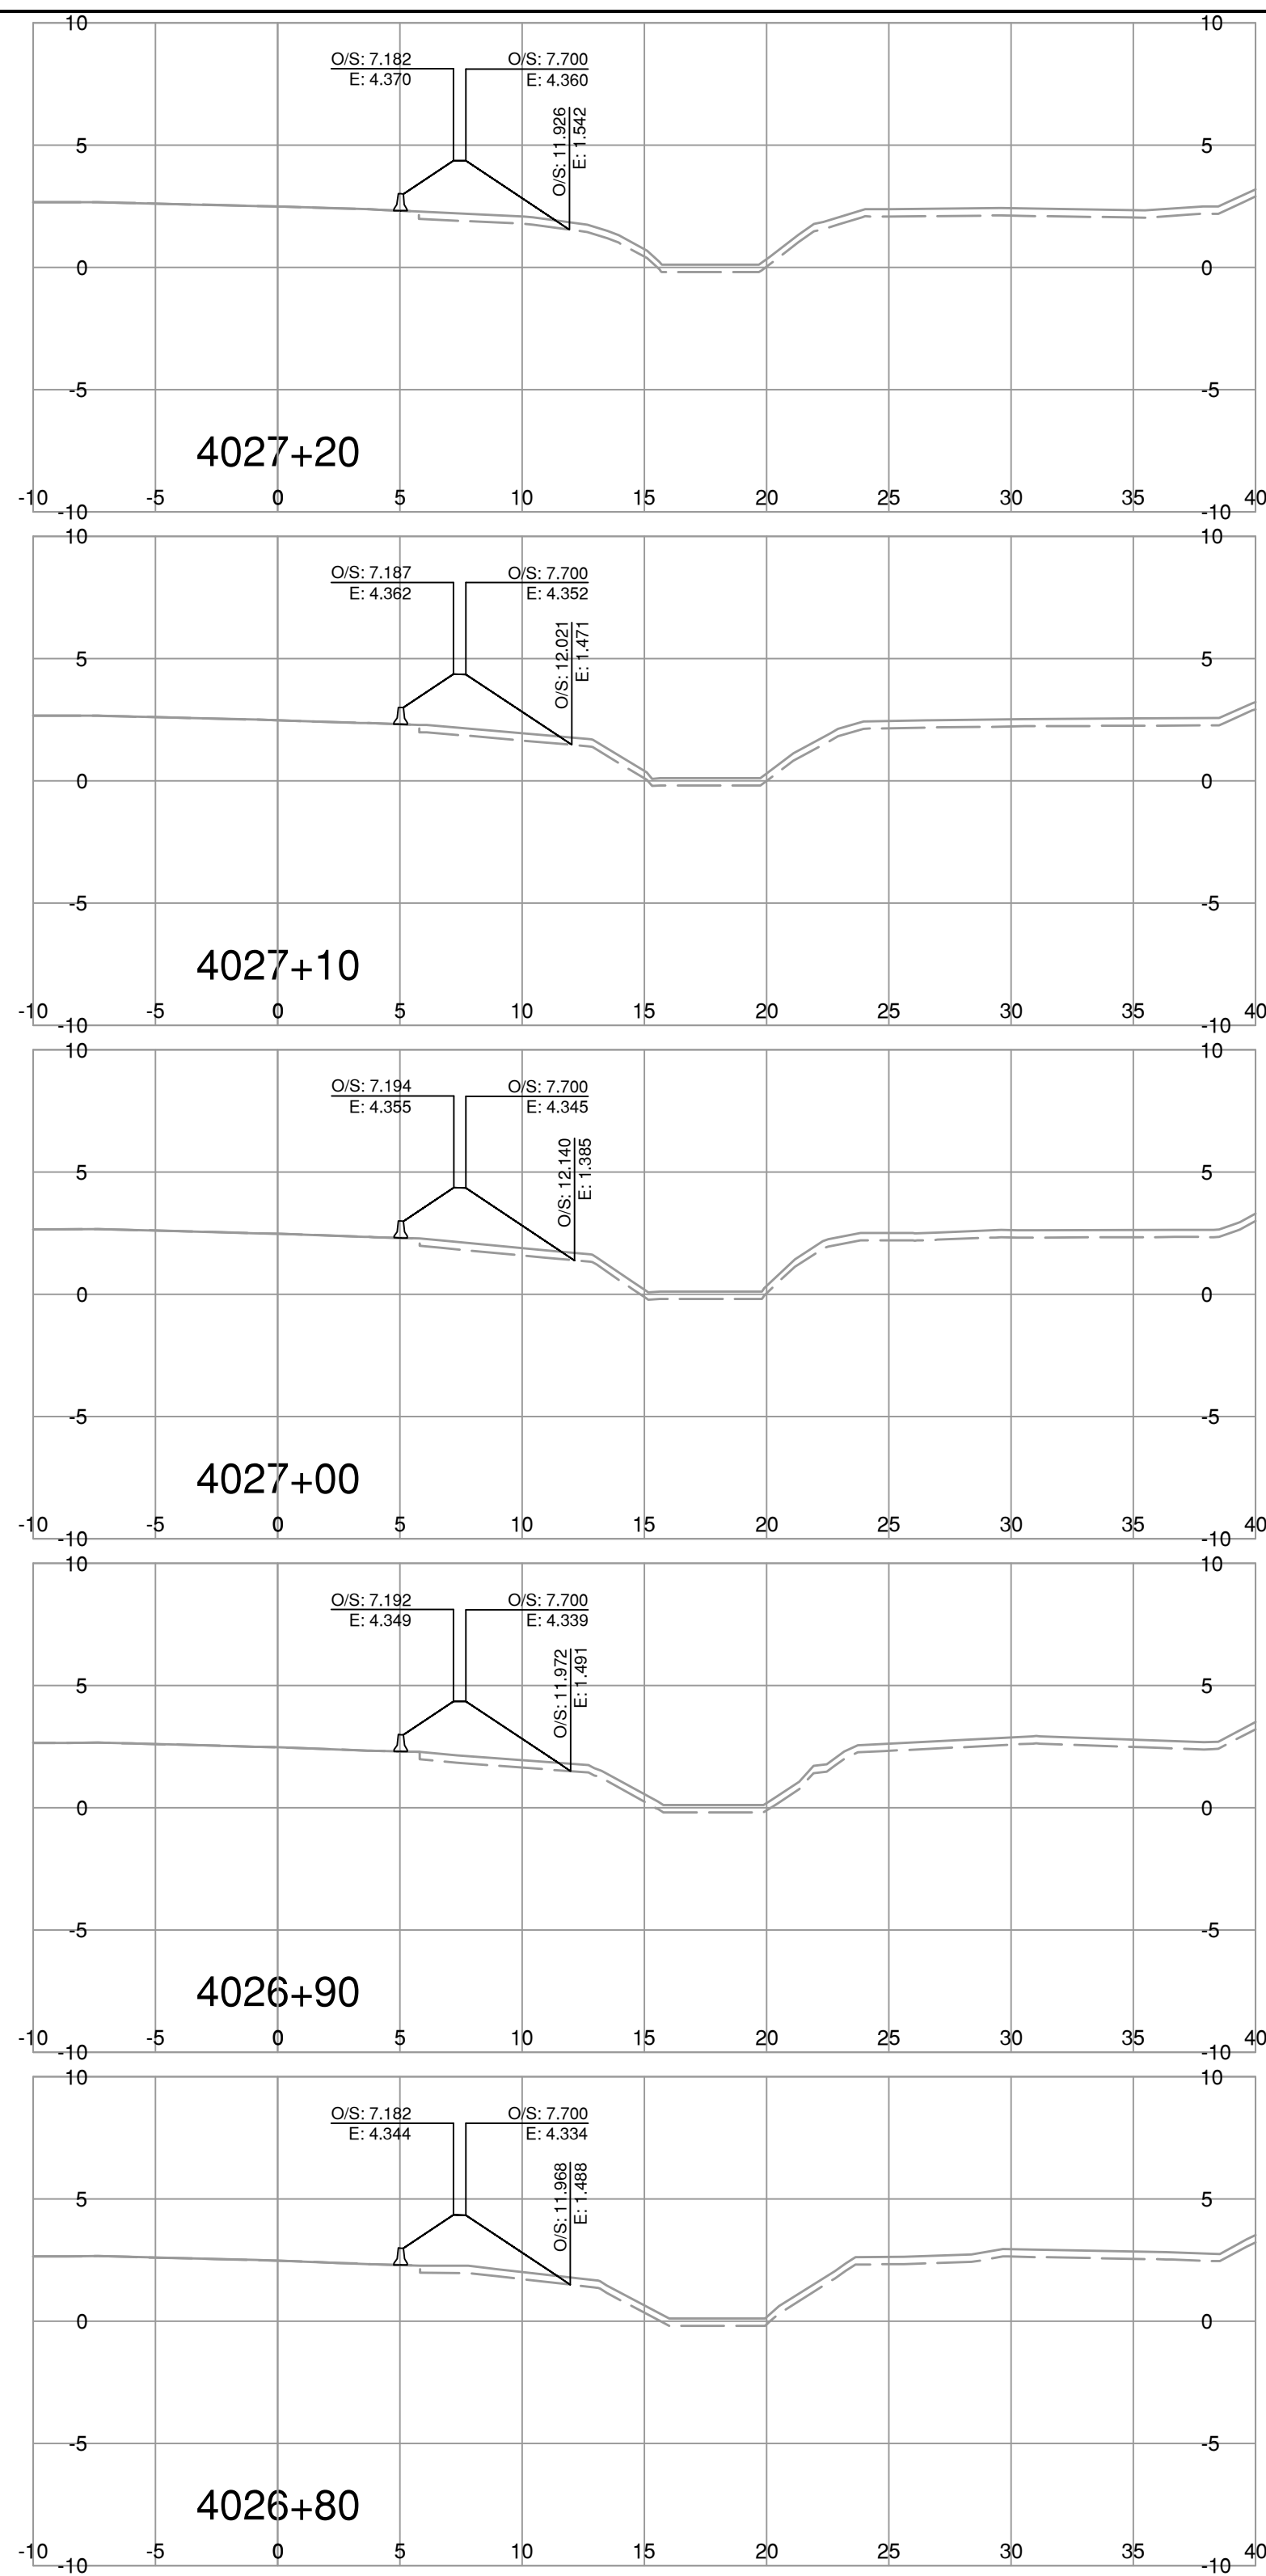 10 10
O/S: 7.182 O/S: 7.700
E: 4.370 E: 4.360
O/S: 11.926
E: 1.542
5 5
0 0
-5 -5
4027+20
-10 -5 0 5 10 15 20 25 30 35 40
-10 -10
10 10
O/S: 7.187 O/S: 7.700
E: 4.362 E: 4.352
O/S: 12.021
E: 1.471
5 5
0 0
-5 -5
4027+10
-10 -5 0 5 10 15 20 25 30 35 40
-10 -10
10 10
O/S: 7.194 O/S: 7.700
E: 4.355 E: 4.345
O/S: 12.140
E: 1.385
5 5
0 0
-5 -5
4027+00
-10 -5 0 5 10 15 20 25 30 35 40
-10 -10
10 10
O/S: 7.192 O/S: 7.700
E: 4.349 E: 4.339
O/S: 11.972
E: 1.491
5 5
0 0
-5 -5
4026+90
-10 -5 0 5 10 15 20 25 30 35 40
-10 -10
10 10
O/S: 7.182 O/S: 7.700
E: 4.344 E: 4.334
O/S: 11.968
E: 1.488
5 5
0 0
-5 -5
4026+80
-10 -5 0 5 10 15 20 25 30 35 40
-10 -10